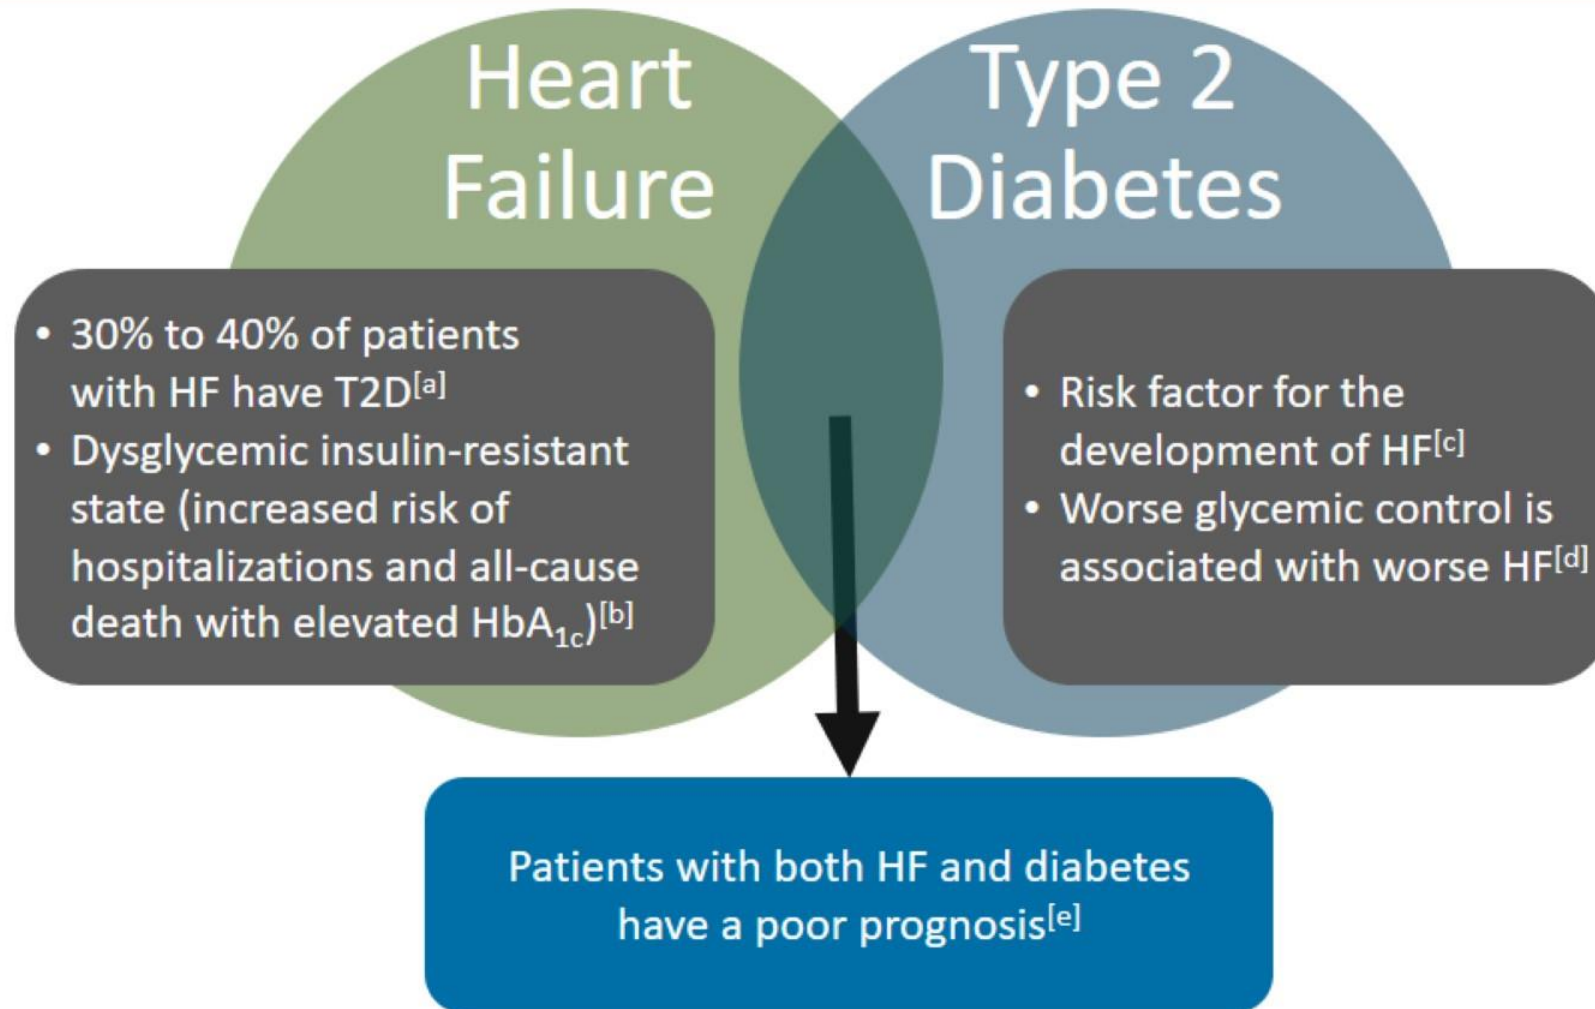 Heart
Failure
Type 2
Diabetes
• 30% to 40% of patients
with HF have T2D[a]
• Dysglycemic insulin-resistant
state (increased risk of
hospitalizations and all-cause
death with elevated HbA1c)[b]
• Risk factor for the
development of HF[c]
• Worse glycemic control is
associated with worse HF[d]
Patients with both HF and diabetes
have a poor prognosis[e]